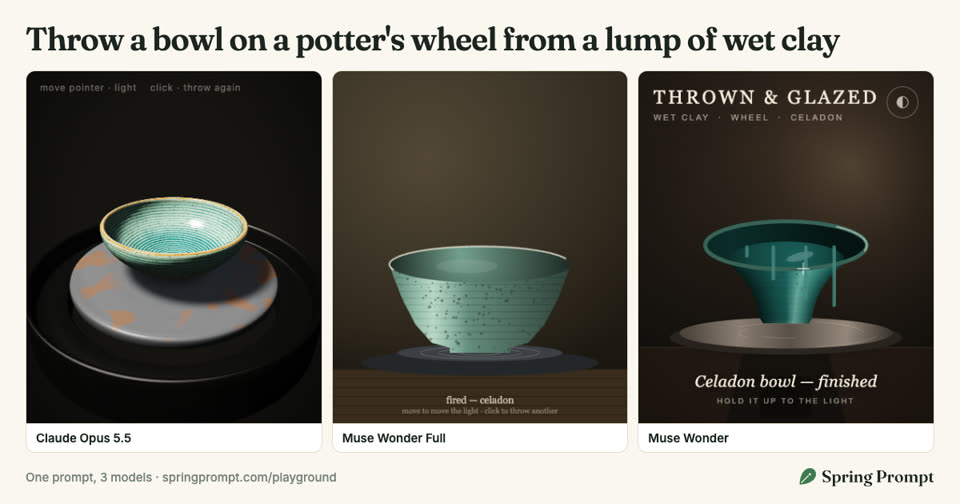 Throw a bowl on a potter's wheel from a lump of wet clay
move pointer · light click · throw again
fired — celadon
move to move the light · click to throw another
THROWN & GLAZED
WET CLAY · WHEEL · CELADON
Celadon bowl — finished
HOLD IT UP TO THE LIGHT
Claude Opus 5.5
Muse Wonder Full
Muse Wonder
One prompt, 3 models · springprompt.com/playground
Spring Prompt